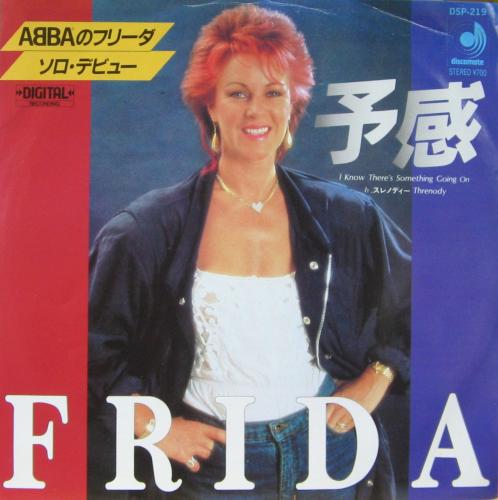 ABBAのフリーダ
ソロ・デビュー
DIGITAL
RECORDING
DSP-219
discomate
STEREO ¥700
予感
I Know There's Something Going On
b.スレノディー Threnody
FRIDA